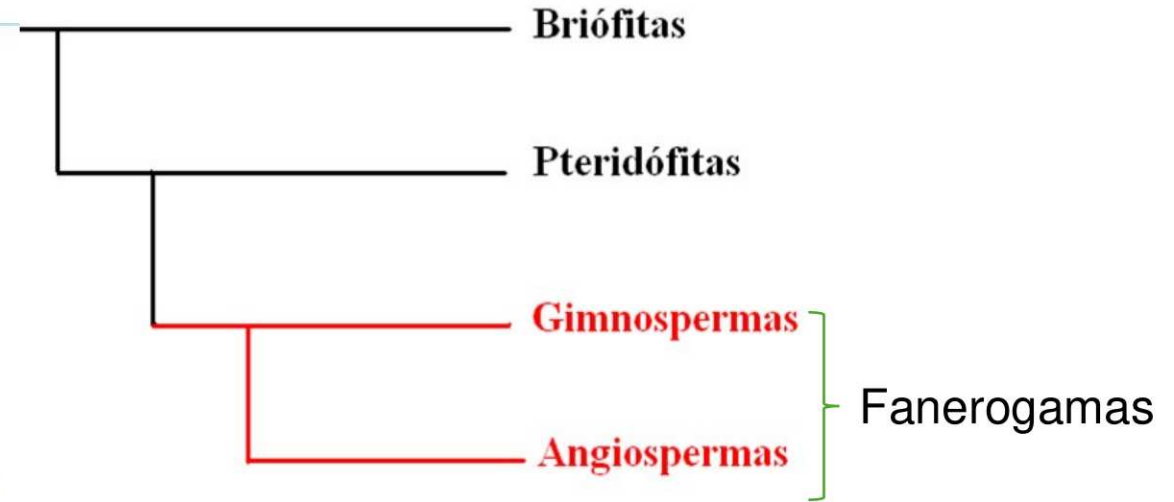 Briófitas
Pteridófitas
Gimnospermas
Fanerogamas
Angiospermas